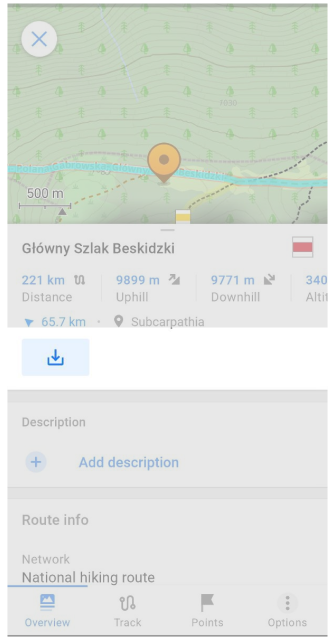 500 m
Główny Szlak Beskidzki
221 km
9899 m
9771 m
340
Distance
Uphill
Downhill
Alti
65.7 km • Subcarpathia
Description
Add description
Route info
Network
National hiking route
Overview
Track
Points
Options